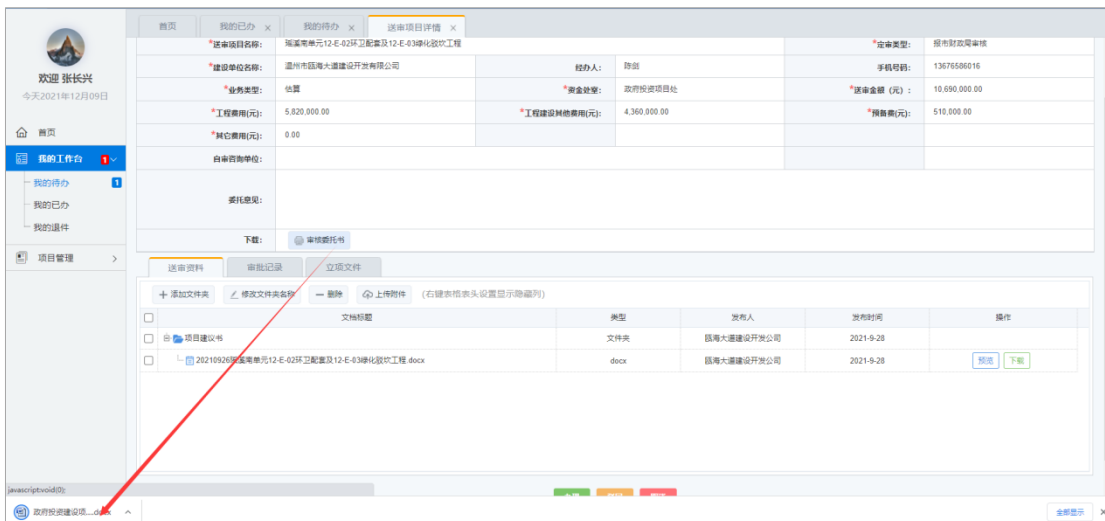 首页 我的已办 × 我的待办 × 送审项目详情 ×
欢迎 张长兴
今天2021年12月09日
首页
我的工作台 1
我的待办 1
我的已办
我的退件
项目管理 >
*送审项目名称: 瑶溪南单元12-E-02环卫配套及12-E-03绿化驳坎工程 *定审类型: 报市财政局审核
*建设单位名称: 温州市瓯海大道建设开发有限公司 经办人: 陈剑 手机号码: 13676586016
*业务类型: 估算 *资金处室: 政府投资项目处 *送审金额(元): 10,690,000.00
*工程费用(元): 5,820,000.00 *工程建设其他费用(元): 4,360,000.00 *预备费(元): 510,000.00
*其它费用(元): 0.00
自审咨询单位:
委托意见:
下载: 审核委托书
送审资料 审批记录 立项文件
+ 添加文件夹 修改文件夹名称 — 删除 上传附件 (右键表格表头设置显示隐藏列)
文档标题 类型 发布人 发布时间 操作
项目建议书 文件夹 瓯海大道建设开发公司 2021-9-28
20210926瑶溪南单元12-E-02环卫配套及12-E-03绿化驳坎工程.docx docx 瓯海大道建设开发公司 2021-9-28 预览 下载
javascript:void(0);
政府投资建设项....docx 全部显示 ×